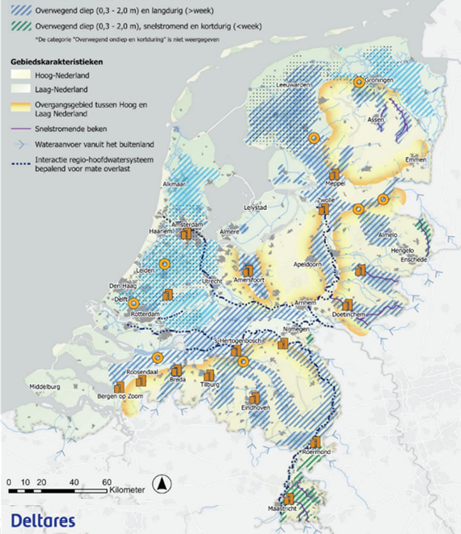 Overwegend diep (0,3 - 2,0 m) en langdurig (>week)
Overwegend diep (0,3 - 2,0 m), snelstromend en kortdurig (<week)
*De categorie "Overwegend ondiep en kortduring" is niet weergegeven
Gebiedskarakteristieken
Hoog-Nederland
Laag-Nederland
Overgangsgebied tussen Hoog en
Laag Nederland
Snelstromende beken
Wateraanvoer vanuit het buitenland
Interactie regio-hoofdwatersysteem
bepalend voor mate overlast
Groningen
Leeuwarden
Assen
Emmen
Meppel
Alkmaar
Zwolle
Lelystad
Amsterdam
Haarlem
Almere
Almelo
Hengelo
Enschede
Leiden
Amersfoort
Apeldoorn
Utrecht
Den Haag
Delft
Arnhem
Doetinchem
Rotterdam
Nijmegen
Hertogenbosch
Roosendaal
Breda
Middelburg
Tilburg
Bergen op Zoom
Eindhoven
Roermond
Maastricht
0 10 20 40 60
Kilometer
Deltares